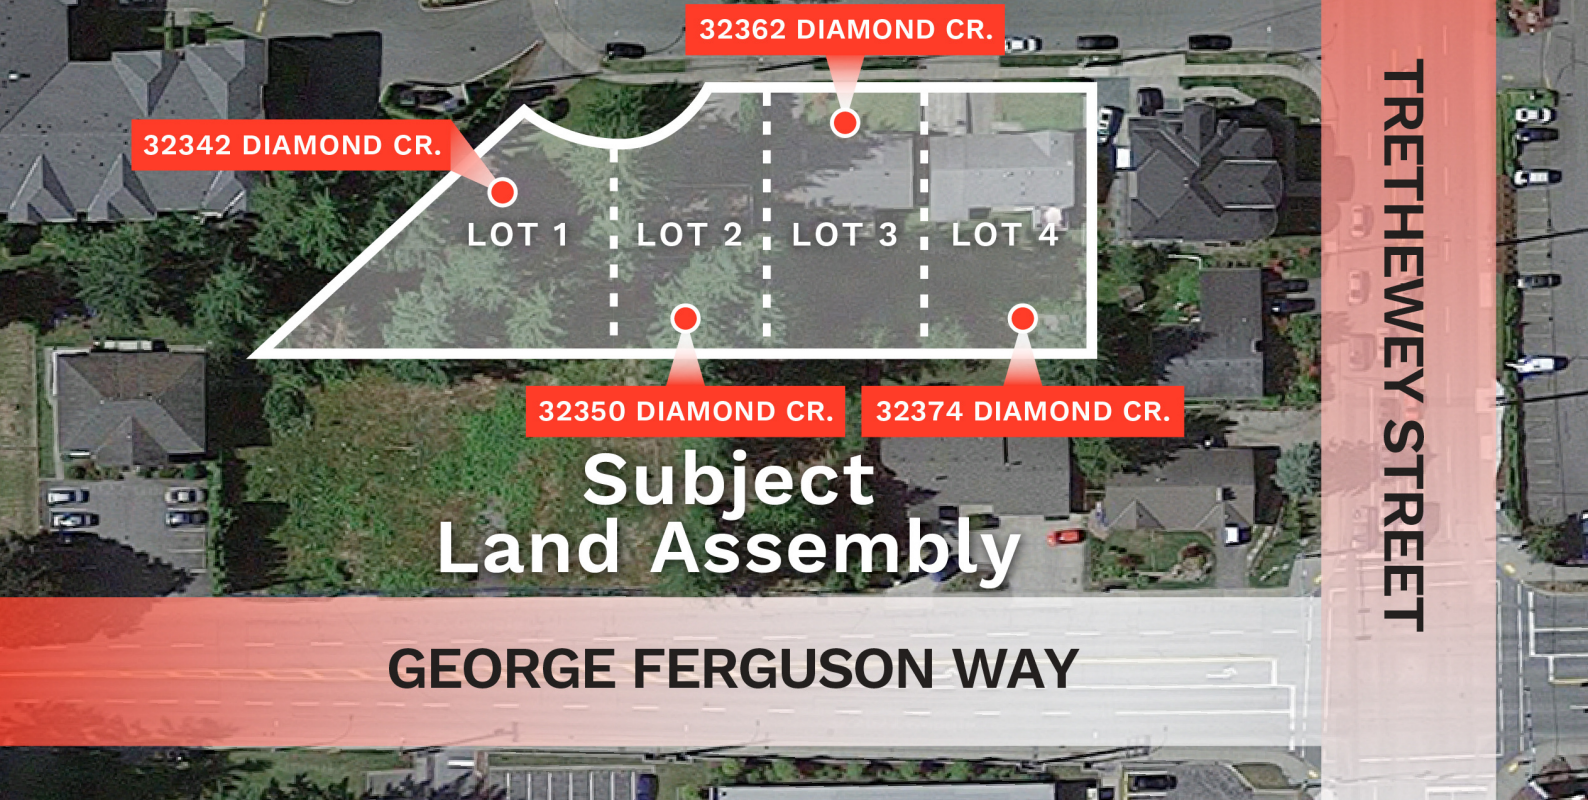 32362 DIAMOND CR.
32342 DIAMOND CR.
LOT 1
LOT 2
LOT 3
LOT 4
32350 DIAMOND CR.
32374 DIAMOND CR.
Subject
Land Assembly
GEORGE FERGUSON WAY
TRETHEWEY STREET